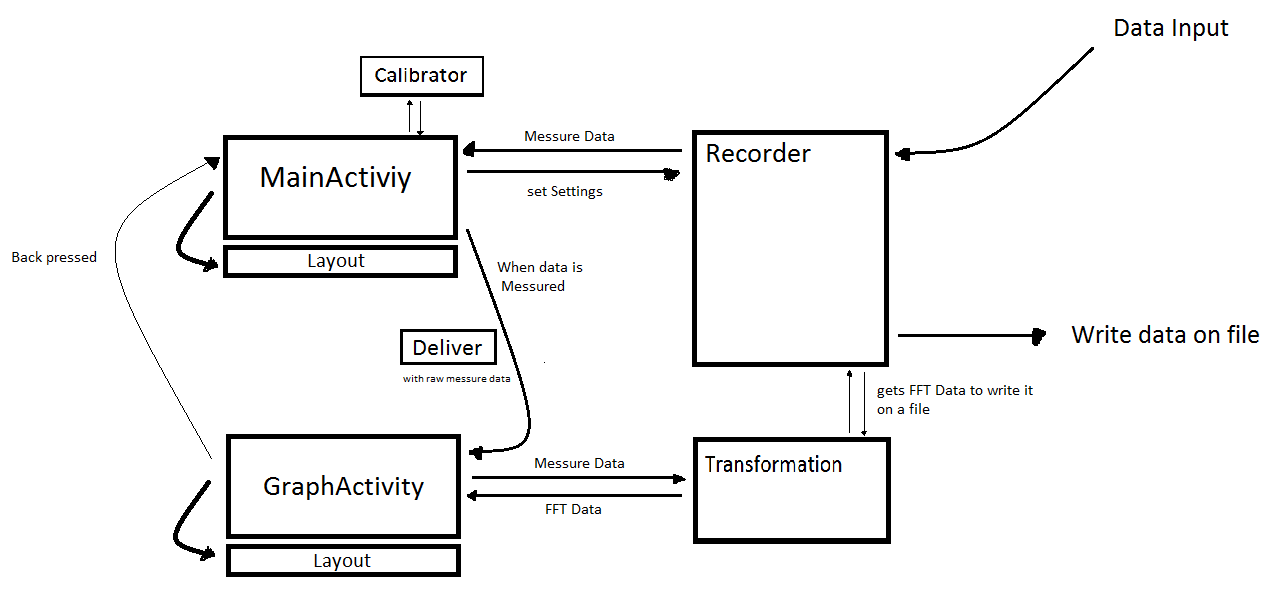 Data Input
Calibrator
Messure Data
Recorder
MainActiviy
set Settings
Back pressed
Layout
When data is
Messured
Write data on file
Deliver
with raw messure data
gets FFT Data to write it
on a file
Messure Data
Transformation
GraphActivity
FFT Data
Layout